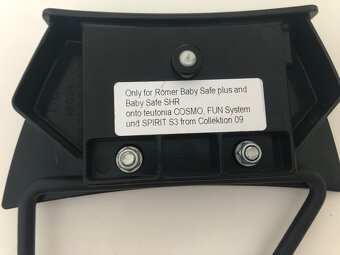 Only for Römer Baby Safe plus and
Baby Safe SHR
onto teutonia COSMO, FUN System
und SPIRIT S3 from Collektion 09